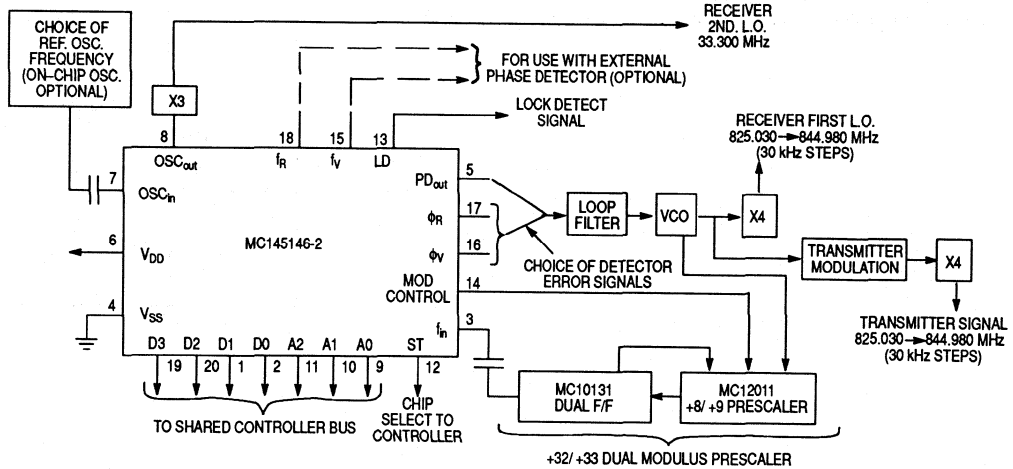 CHOICE OF
REF. OSC.
FREQUENCY
(ON–CHIP OSC.
OPTIONAL)
X3
RECEIVER
2ND. L.O.
33.300 MHz
FOR USE WITH EXTERNAL
PHASE DETECTOR (OPTIONAL)
LOCK DETECT
SIGNAL
8
18
15
13
OSCout
fR
fV
LD
7
OSCin
6
VDD
4
VSS
MC145146-2
PDout
5
ϕR
17
ϕV
16
MOD
CONTROL
14
fin
3
LOOP
FILTER
VCO
X4
RECEIVER FIRST L.O.
825.030→844.980 MHz
(30 kHz STEPS)
CHOICE OF DETECTOR
ERROR SIGNALS
TRANSMITTER
MODULATION
X4
TRANSMITTER SIGNAL
825.030→844.980 MHz
(30 kHz STEPS)
D3 D2 D1 D0 A2 A1 A0 ST
19 20 1 2 11 10 9 12
TO SHARED CONTROLLER BUS
CHIP
SELECT TO
CONTROLLER
MC10131
DUAL F/F
MC12011
+8/ +9 PRESCALER
+32/ +33 DUAL MODULUS PRESCALER